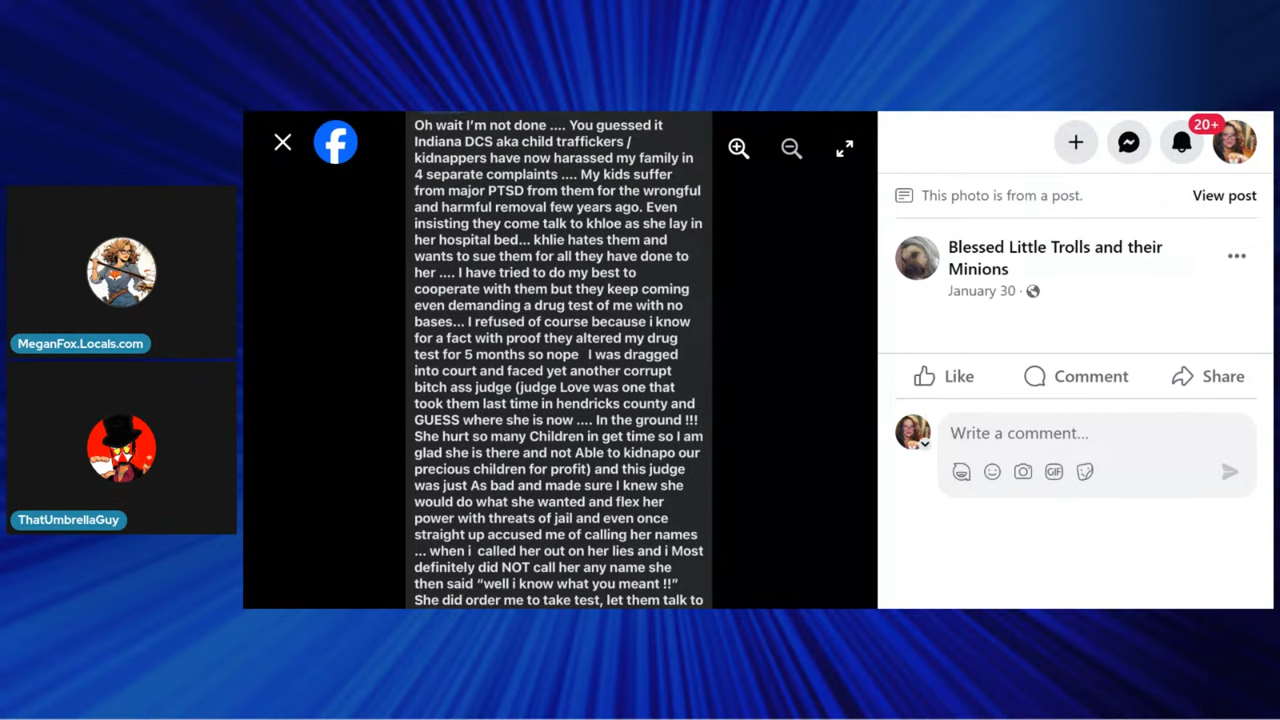 MeganFox.Locals.com
ThatUmbrellaGuy
Oh wait I'm not done .... You guessed it
Indiana DCS aka child traffickers /
kidnappers have now harassed my family in
4 separate complaints .... My kids suffer
from major PTSD from them for the wrongful
and harmful removal few years ago. Even
insisting they come talk to khloe as she lay in
her hospital bed... khlie hates them and
wants to sue them for all they have done to
her .... I have tried to do my best to
cooperate with them but they keep coming
even demanding a drug test of me with no
bases... I refused of course because i know
for a fact with proof they altered my drug
test for 5 months so nope I was dragged
into court and faced yet another corrupt
bitch ass judge (judge Love was one that
took them last time in hendricks county and
GUESS where she is now .... In the ground !!!
She hurt so many Children in get time so I am
glad she is there and not Able to kidnapo our
precious children for profit) and this judge
was just As bad and made sure I knew she
would do what she wanted and flex her
power with threats of jail and even once
straight up accused me of calling her names
... when i called her out on her lies and i Most
definitely did NOT call her any name she
then said “well i know what you meant !!”
She did order me to take test, let them talk to
20+
This photo is from a post.
View post
Blessed Little Trolls and their
Minions
January 30
Like
Comment
Share
Write a comment...
GIF